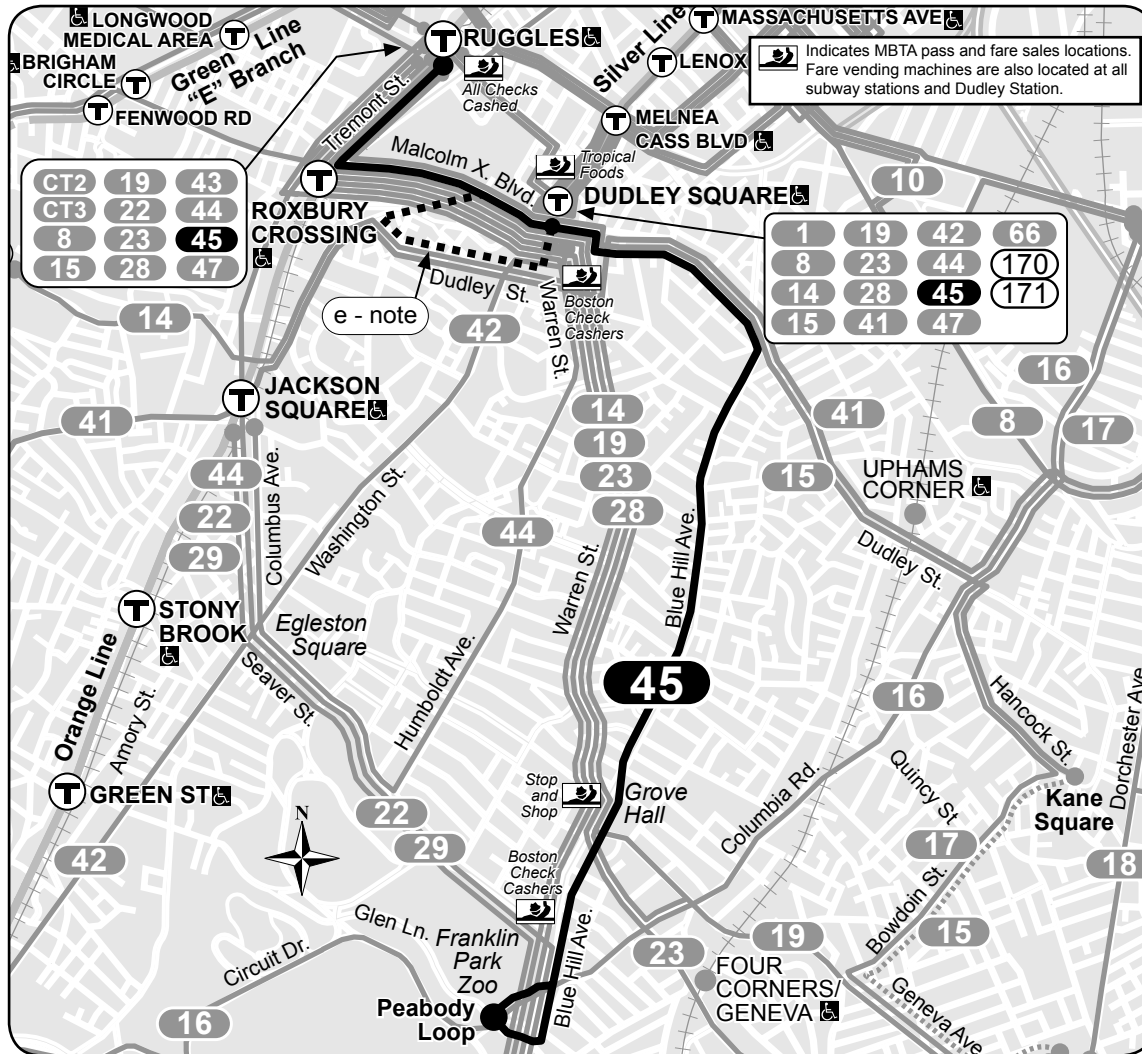 LONGWOOD
MEDICAL AREA
Green Line
"E" Branch
BRIGHAM
CIRCLE
FENWOOD RD
RUGGLES
All Checks
Cashed
Silver Line
MASSACHUSETTS AVE
LENOX
Indicates MBTA pass and fare sales locations.
Fare vending machines are also located at all
subway stations and Dudley Station.
MELNEA
CASS BLVD
Tremont St.
Malcolm X. Blvd.
Tropical
Foods
DUDLEY SQUARE
ROXBURY
CROSSING
CT2 19 43
CT3 22 44
8 23 45
15 28 47
10
1 19 42 66
8 23 44 170
14 28 45 171
15 41 47
e - note
Dudley St.
Warren St.
Boston
Check
Cashers
14
42
16
JACKSON
SQUARE
41
14
19
23
28
41
15
8
17
UPHAMS
CORNER
44
22
29
Columbus Ave.
Washington St.
44
Warren St.
Blue Hill Ave.
Dudley St.
STONY
BROOK
Egleston
Square
Seaver St.
Humboldt Ave.
45
16
Hancock St.
Dorchester Ave
Orange Line
Amory St.
GREEN ST
Stop
and
Shop
Grove
Hall
Columbia Rd.
Quincy St
Kane
Square
N
42
22
29
17
18
Boston
Check
Cashers
Bowdoin St.
15
Glen Ln.
Franklin
Park
Zoo
Circuit Dr.
Blue Hill Ave.
23
19
FOUR
CORNERS/
GENEVA
Geneva Ave.
Peabody
Loop
16